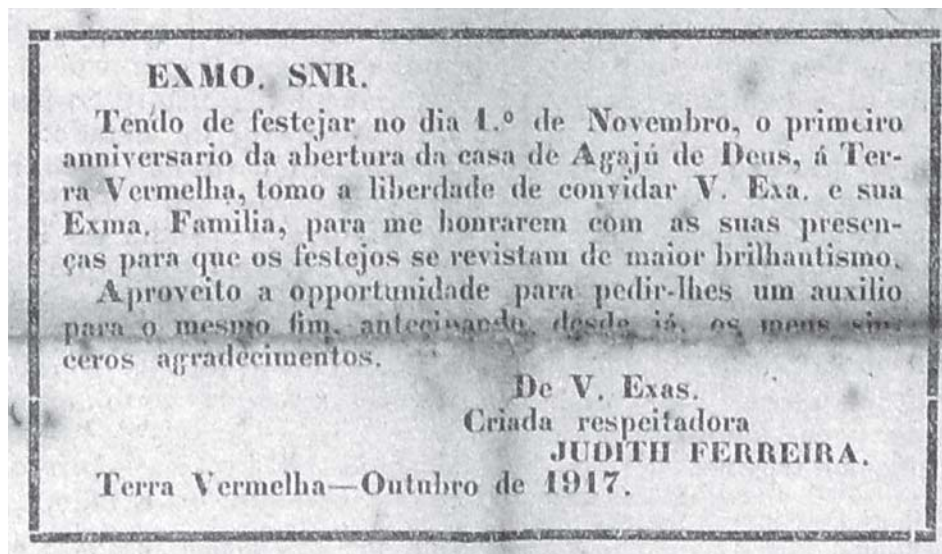 EXMO. SNR.
Tendo de festejar no dia 1.º de Novembro, o primeiro
anniversario da abertura da casa de Agajú de Deus, á Ter-
ra Vermelha, tomo a liberdade de convidar V. Exa. e sua
Exma. Familia, para me honrarem com as suas presen-
ças para que os festejos se revistam de maior brilhantismo.
Aproveito a opportunidade para pedir-lhes um auxilio
para o mesmo fim, antecipando, desde já, os meus sin-
ceros agradecimentos.
De V. Exas.
Criada respeitadora
JUDITH FERREIRA.
Terra Vermelha—Outubro de 1917.